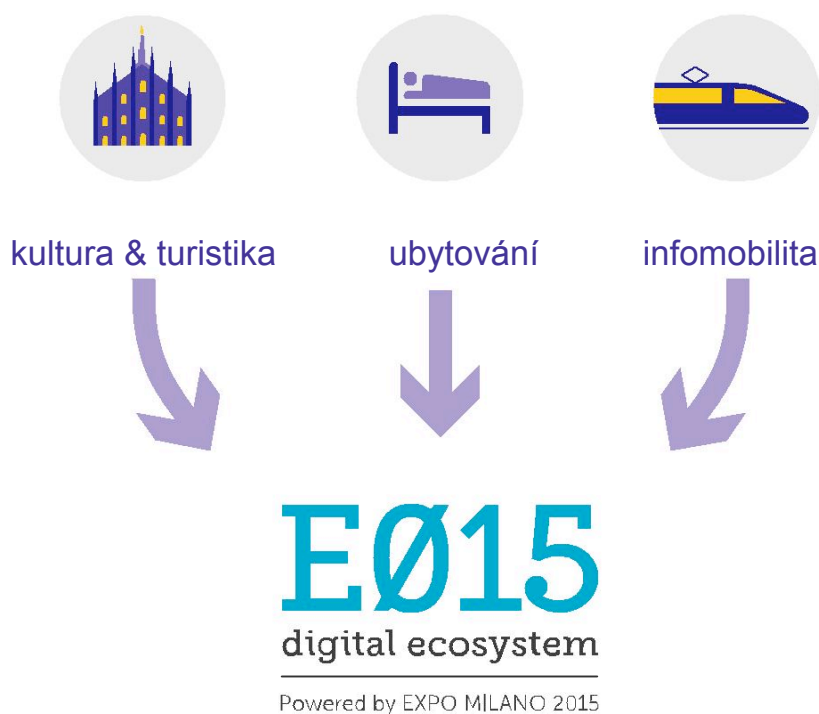 kultura & turistika ubytování infomobilita
EØ15
digital ecosystem
Powered by EXPO MILANO 2015